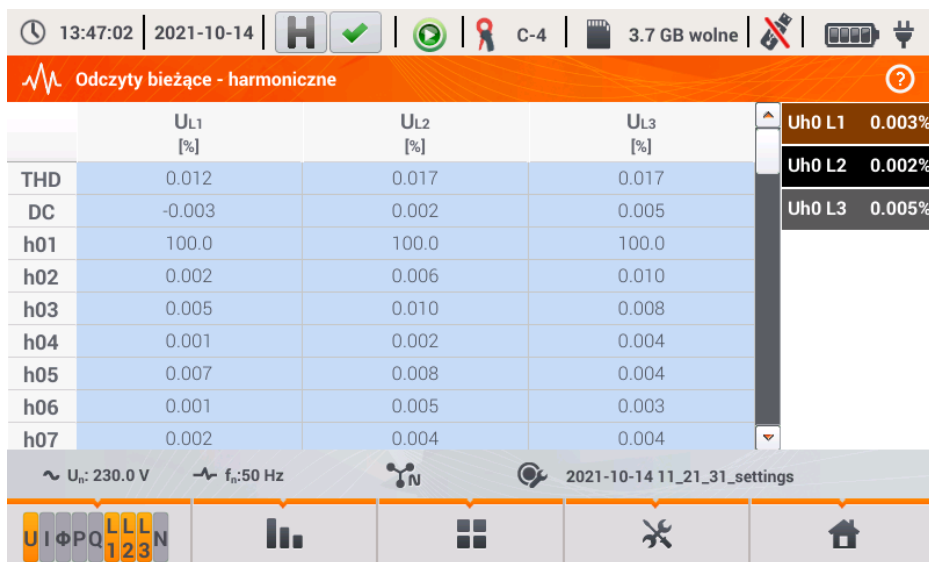 13:47:02 2021-10-14 H C-4 3.7 GB wolne
Odczyty bieżące - harmoniczne ?
UL1 UL2 UL3
[%] [%] [%]
THD 0.012 0.017 0.017
DC -0.003 0.002 0.005
h01 100.0 100.0 100.0
h02 0.002 0.006 0.010
h03 0.005 0.010 0.008
h04 0.001 0.002 0.004
h05 0.007 0.008 0.004
h06 0.001 0.005 0.003
h07 0.002 0.004 0.004
Uh0 L1 0.003%
Uh0 L2 0.002%
Uh0 L3 0.005%
Un: 230.0 V fn:50 Hz N 2021-10-14 11_21_31_settings
U I Φ P Q L1 L2 L3 N